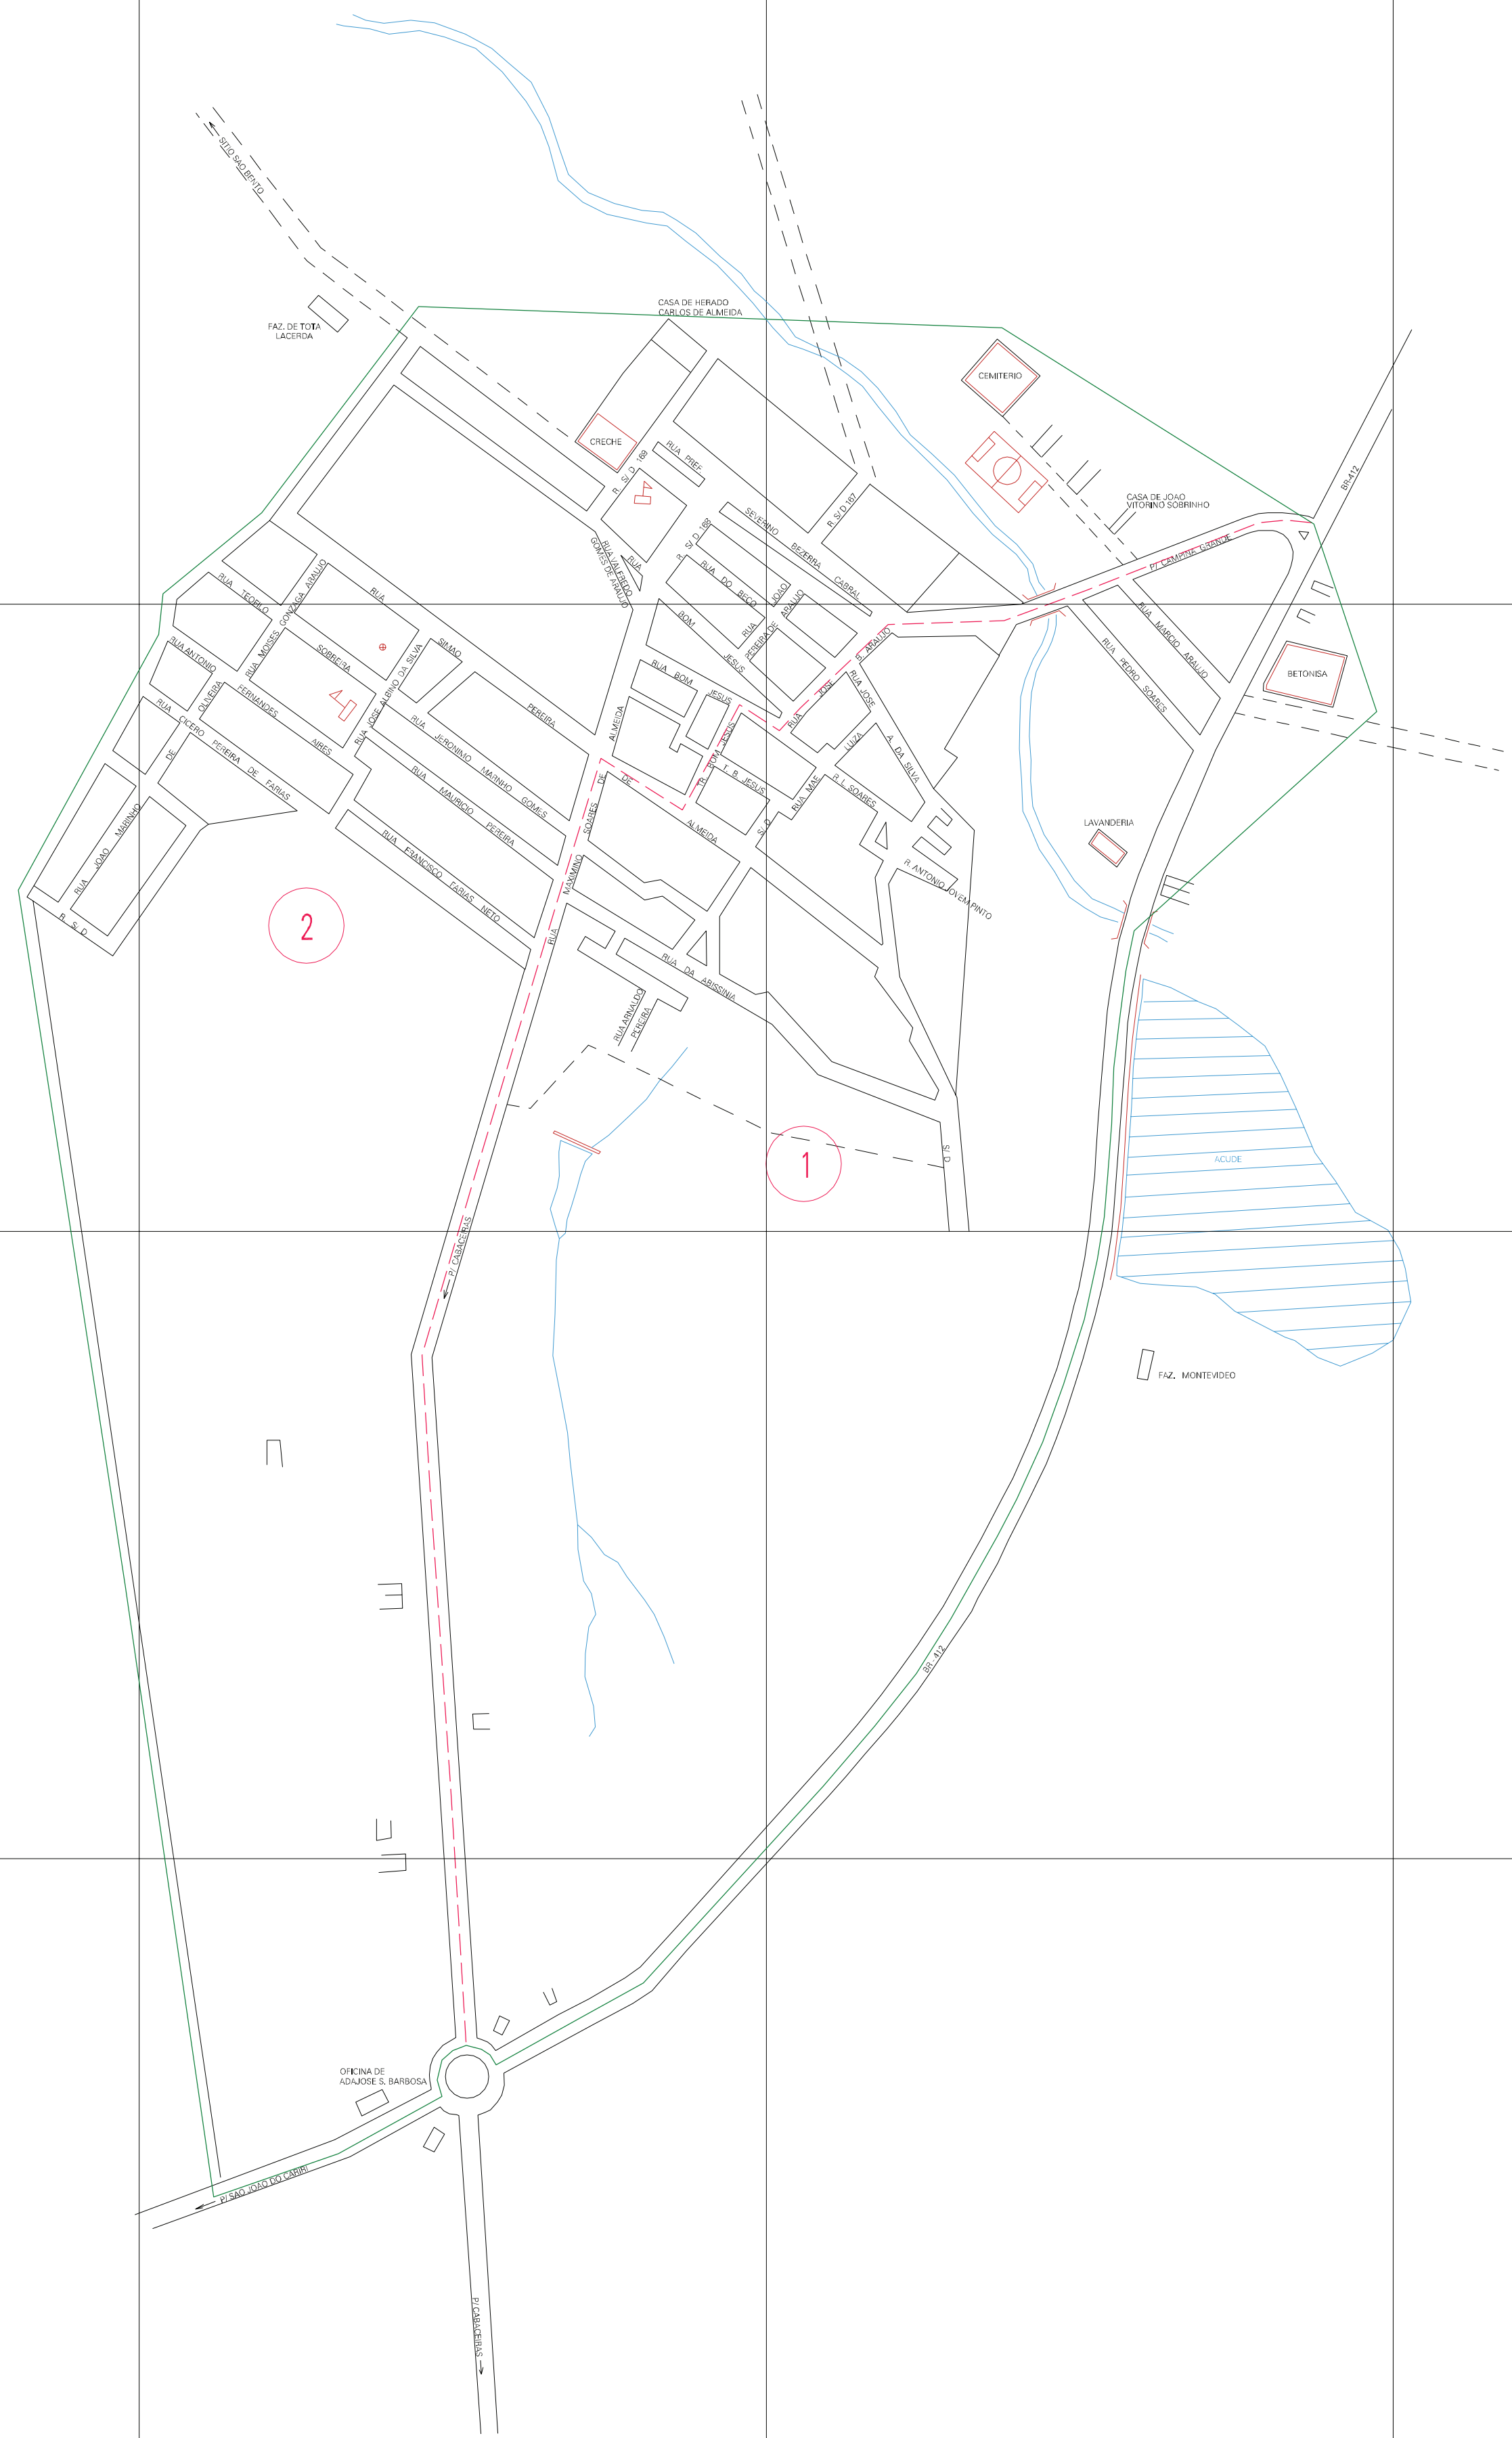 SITIO SAO BENTO
FAZ. DE TOTA
LACERDA
CASA DE HERADO
CARLOS DE ALMEIDA
CEMITERIO
CRECHE
R. S/ D 169
RUA PREF.
SEVERINO BEZERRA CABRAL
R. S/ D 167
R. S/ D 168
CASA DE JOAO
VITORINO SOBRINHO
BR-412
P/ CAMPINA GRANDE
RUA VALFREDO
GOMES DE ARAUJO
RUA
RUA DO BECO
RUA JOAO
PEREIRA DE ARAUJO
BOM JESUS
RUA BOM JESUS
RUA TEOFILO
RUA MOISES GONZAGA ARAUJO
RUA SIMAO PEREIRA
RUA ANTONIO FERNANDES AIRES
SOBREIRA
RUA JOSE ALBINO DA SILVA
RUA CICERO PEREIRA DE FARIAS
RUA JOAO MARINHO DE OLIVEIRA
R. S/ D
RUA JERONIMO MARINHO GOMES
RUA MAURICIO PEREIRA
RUA FRANCISCO FARIAS NETO
RUA MAXIMINO SOARES DE ALMEIDA
DE ALMEIDA
TR. BOM JESUS
T. B. JESUS
RUA JOSE B. ARAUJO
RUA JOSE
LUZA
A. DA SILVA
RUA MAE
R. L. SOARES
S/ D
R. ANTONIO JOVEM PINTO
RUA DA ABISSINIA
RUA ARNALDO
PEREIRA
RUA MARCIO ARAUJO
RUA PEDRO SOARES
BETONISA
LAVANDERIA
2
1
S/ D
ACUDE
P/ CABACEIRAS
FAZ. MONTEVIDEO
BR - 412
OFICINA DE
ADAJOSE S. BARBOSA
P/ SAO JOAO DO CARIRI
P/ CABACEIRAS